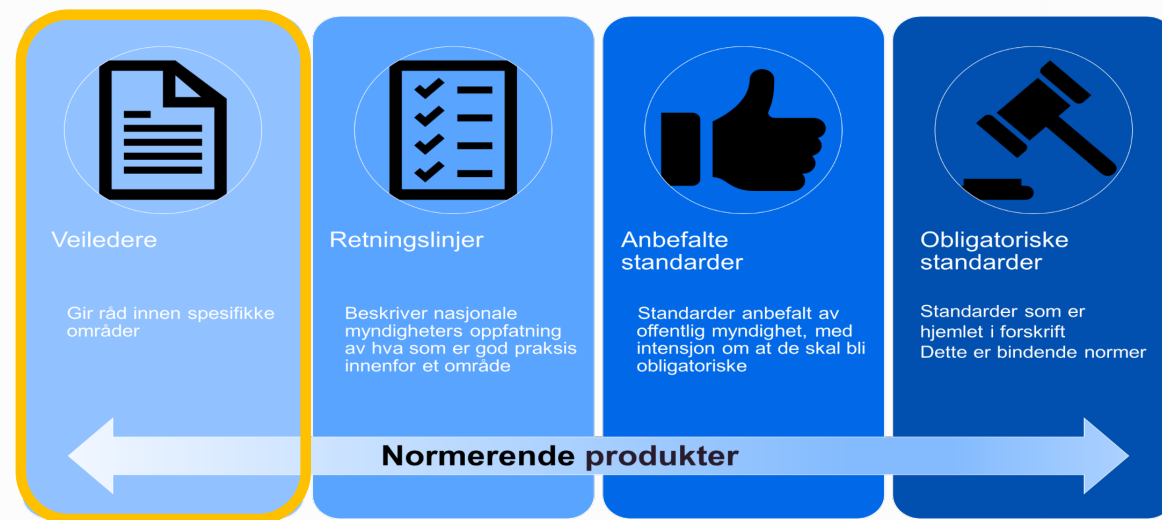 Veiledere
Gir råd innen spesifikke
områder
Retningslinjer
Beskriver nasjonale
myndigheters oppfatning
av hva som er god praksis
innenfor et område
Anbefalte
standarder
Standarder anbefalt av
offentlig myndighet, med
intensjon om at de skal bli
obligatoriske
Obligatoriske
standarder
Standarder som er
hjemlet i forskrift
Dette er bindende normer
Normerende produkter